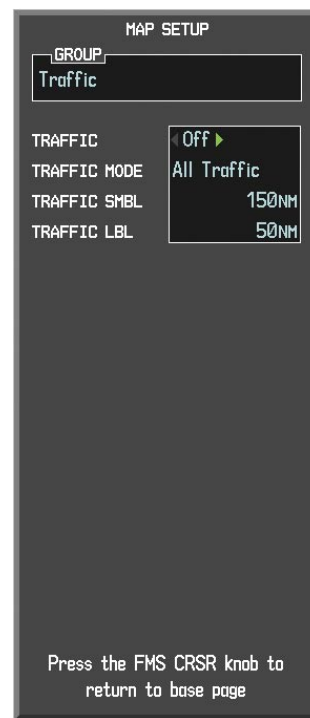 MAP SETUP
GROUP
Traffic
TRAFFIC Off
TRAFFIC MODE All Traffic
TRAFFIC SMBL 150NM
TRAFFIC LBL 50NM
Press the FMS CRSR knob to
return to base page